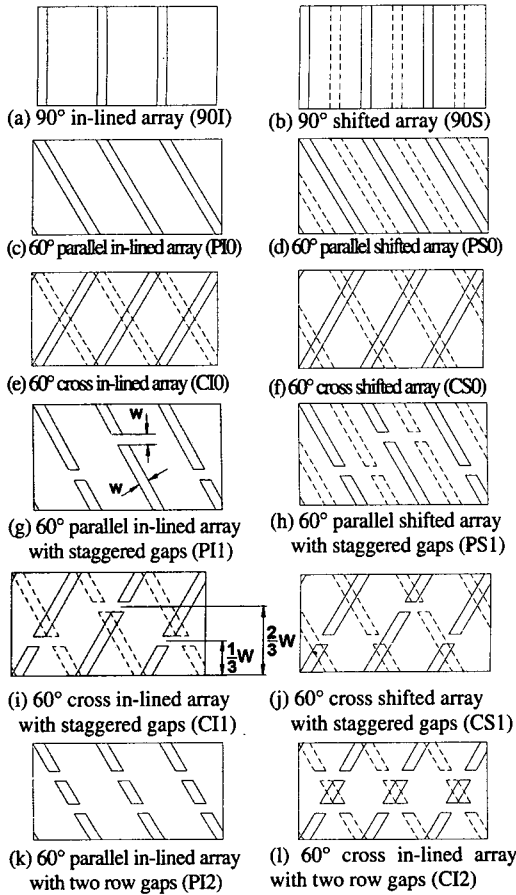 (a) 90° in-lined array (90I)
(b) 90° shifted array (90S)
(c) 60° parallel in-lined array (PI0)
(d) 60° parallel shifted array (PS0)
(e) 60° cross in-lined array (CI0)
(f) 60° cross shifted array (CS0)
w
w
(g) 60° parallel in-lined array
with staggered gaps (PI1)
(h) 60° parallel shifted array
with staggered gaps (PS1)
1/3 W
2/3 W
(i) 60° cross in-lined array
with staggered gaps (CI1)
(j) 60° cross shifted array
with staggered gaps (CS1)
(k) 60° parallel in-lined array
with two row gaps (PI2)
(l) 60° cross in-lined array
with two row gaps (CI2)